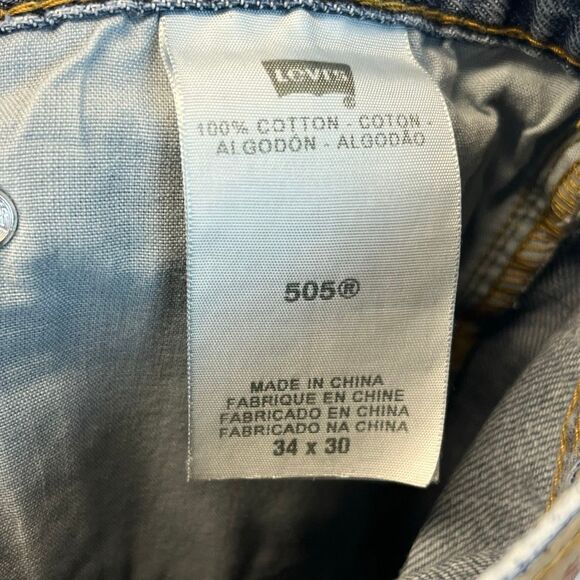 LEVI'S
100% COTTON - COTON -
ALGODÓN - ALGODÃO
505®
MADE IN CHINA
FABRIQUE EN CHINE
FABRICADO EN CHINA
FABRICADO NA CHINA
34 x 30